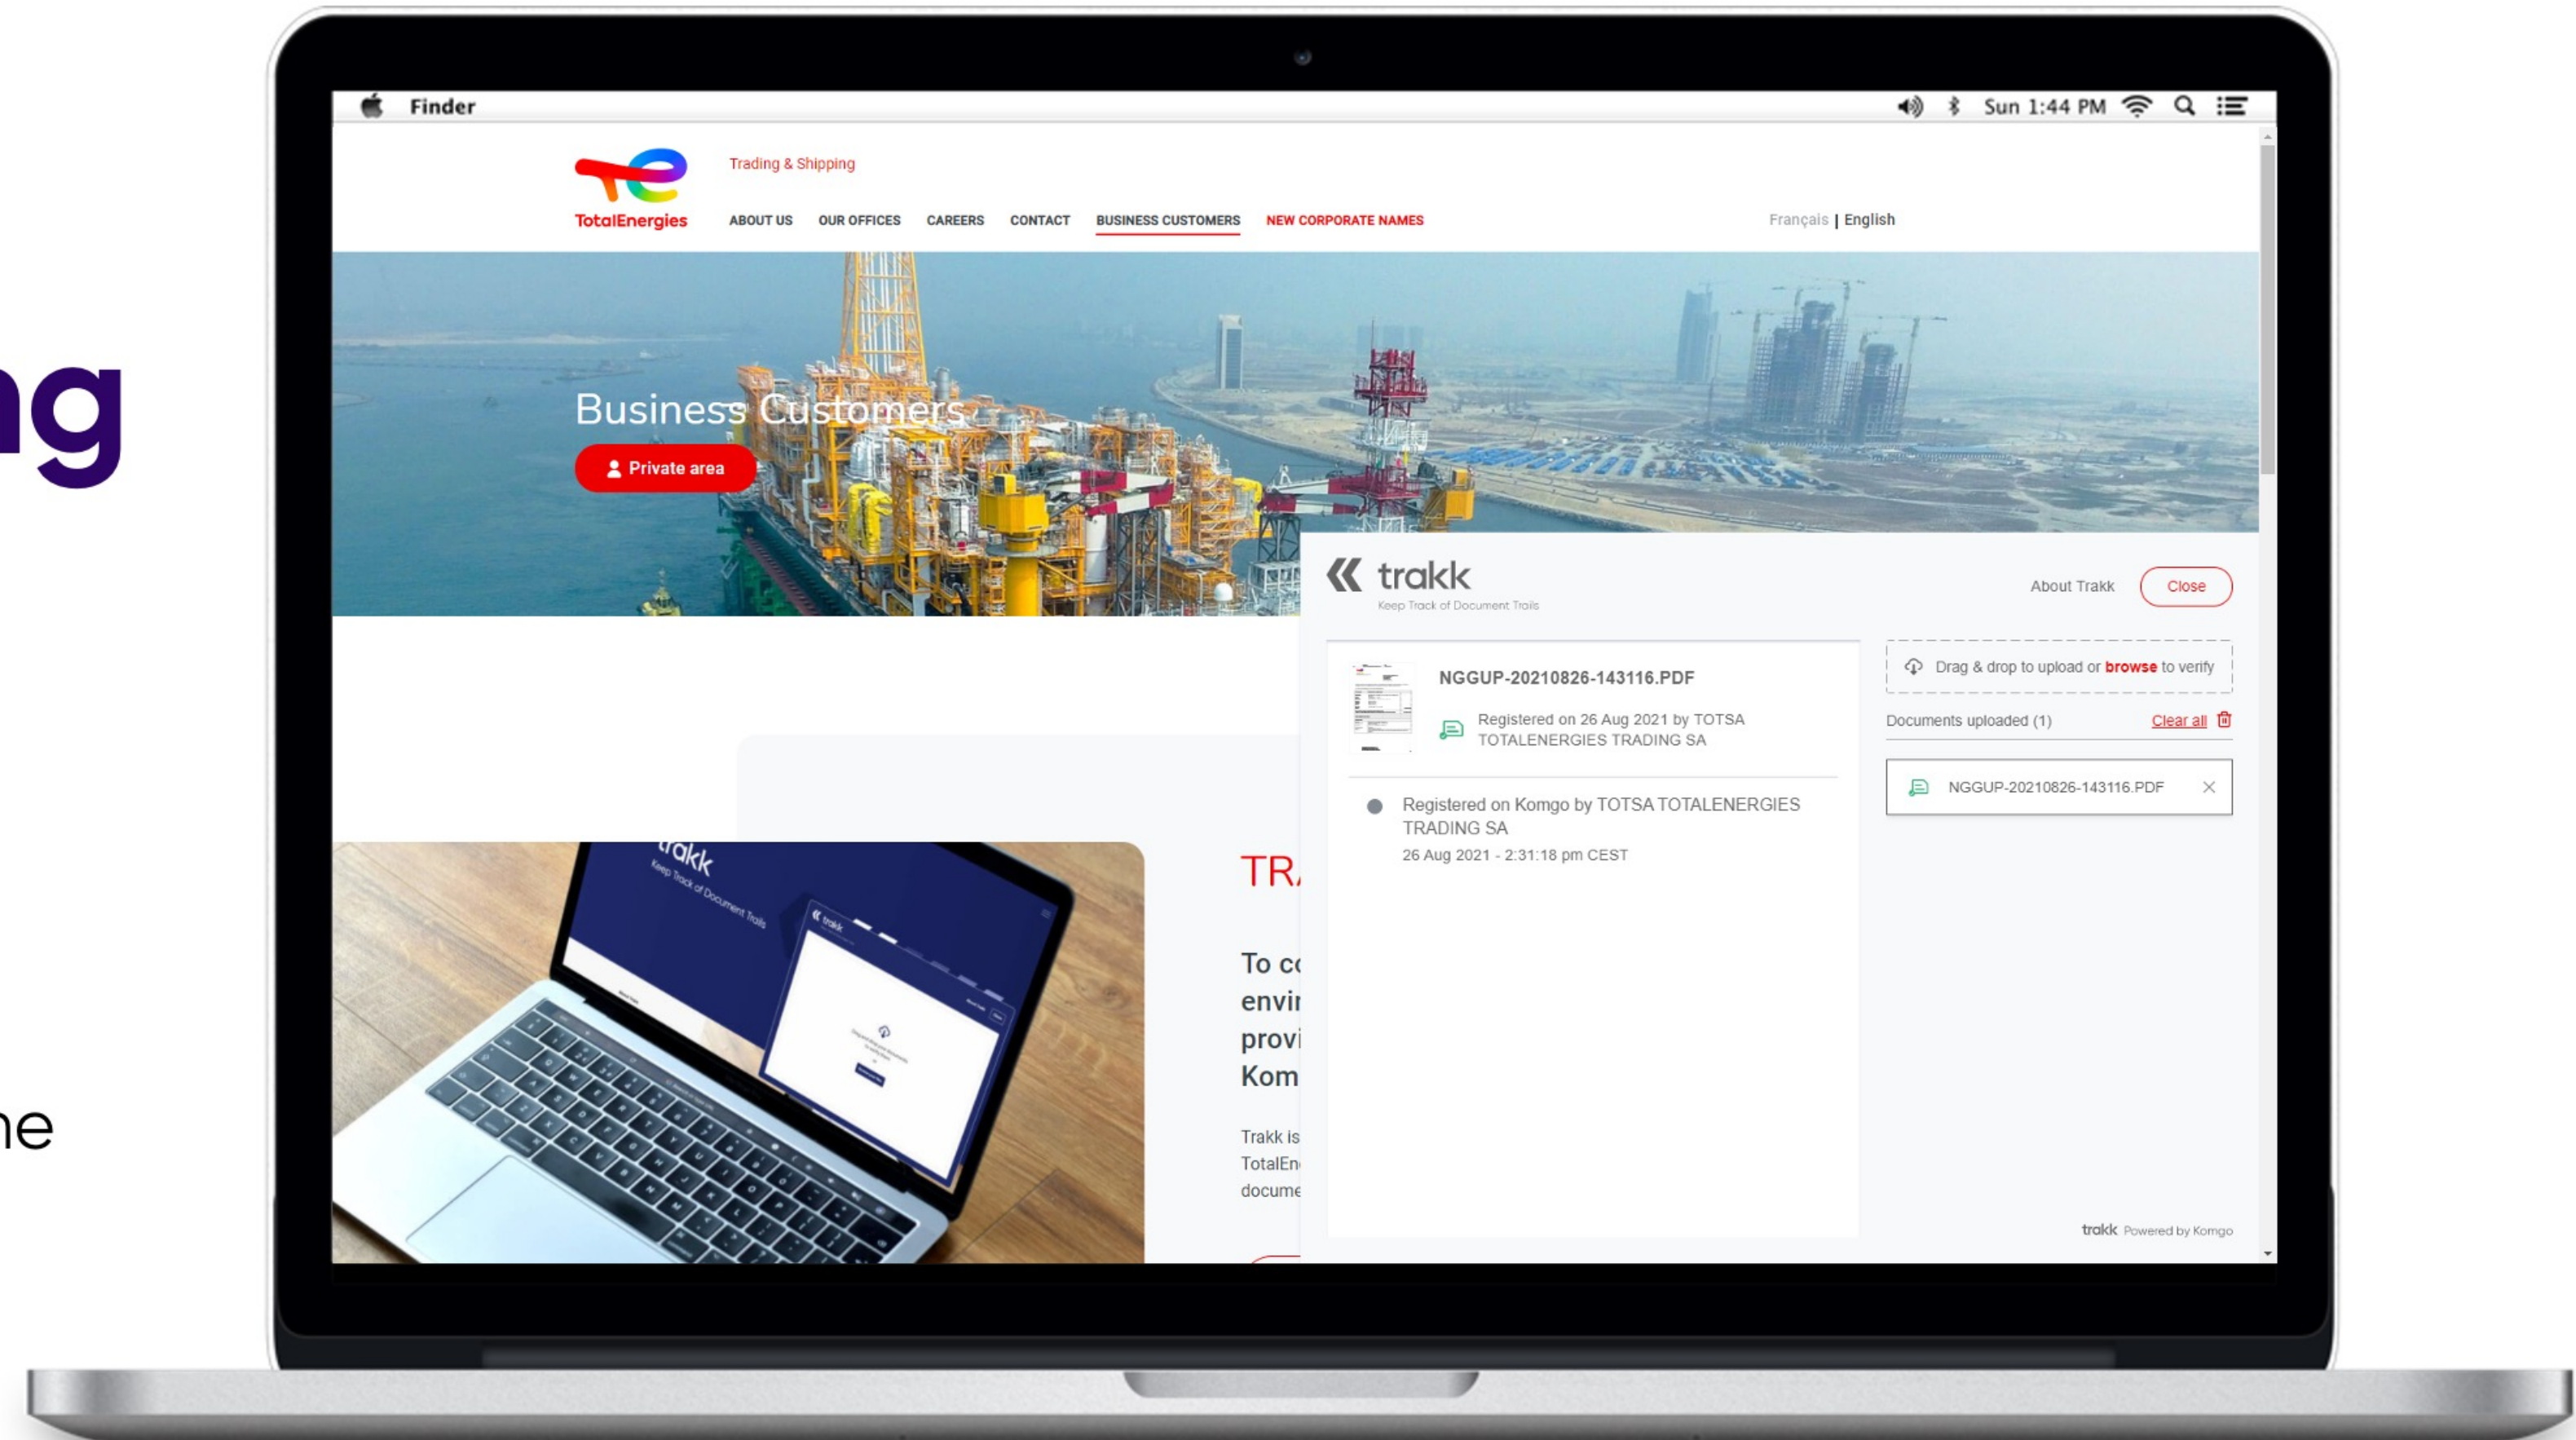 ng
ne
Finder
Sun 1:44 PM
TotalEnergies
Trading & Shipping
ABOUT US OUR OFFICES CAREERS CONTACT BUSINESS CUSTOMERS NEW CORPORATE NAMES
Français | English
Business Customers
Private area
trakk
Keep Track of Document Trails
About Trakk
Close
NGGUP-20210826-143116.PDF
Registered on 26 Aug 2021 by TOTSA
TOTALENERGIES TRADING SA
Registered on Komgo by TOTSA TOTALENERGIES
TRADING SA
26 Aug 2021 - 2:31:18 pm CEST
Drag & drop to upload or browse to verify
Documents uploaded (1)
Clear all
NGGUP-20210826-143116.PDF
trakk Powered by Komgo
trakk
Keep Track of Document Trails
trakk
TRA
To co
envir
provi
Kom
Trakk is
TotalEn
docume